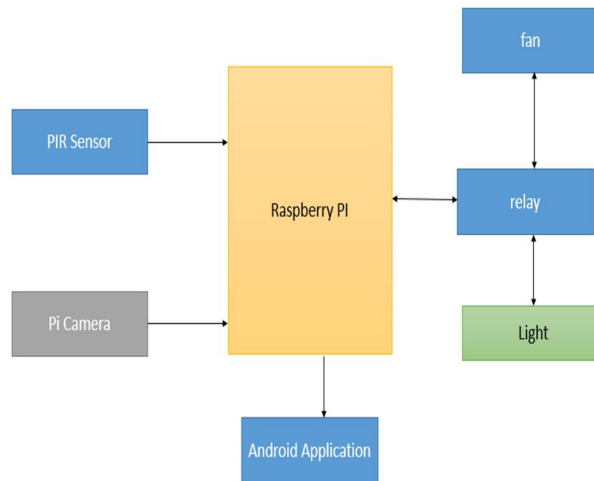 fan
PIR Sensor
Raspberry PI
relay
Pi Camera
Light
Android Application